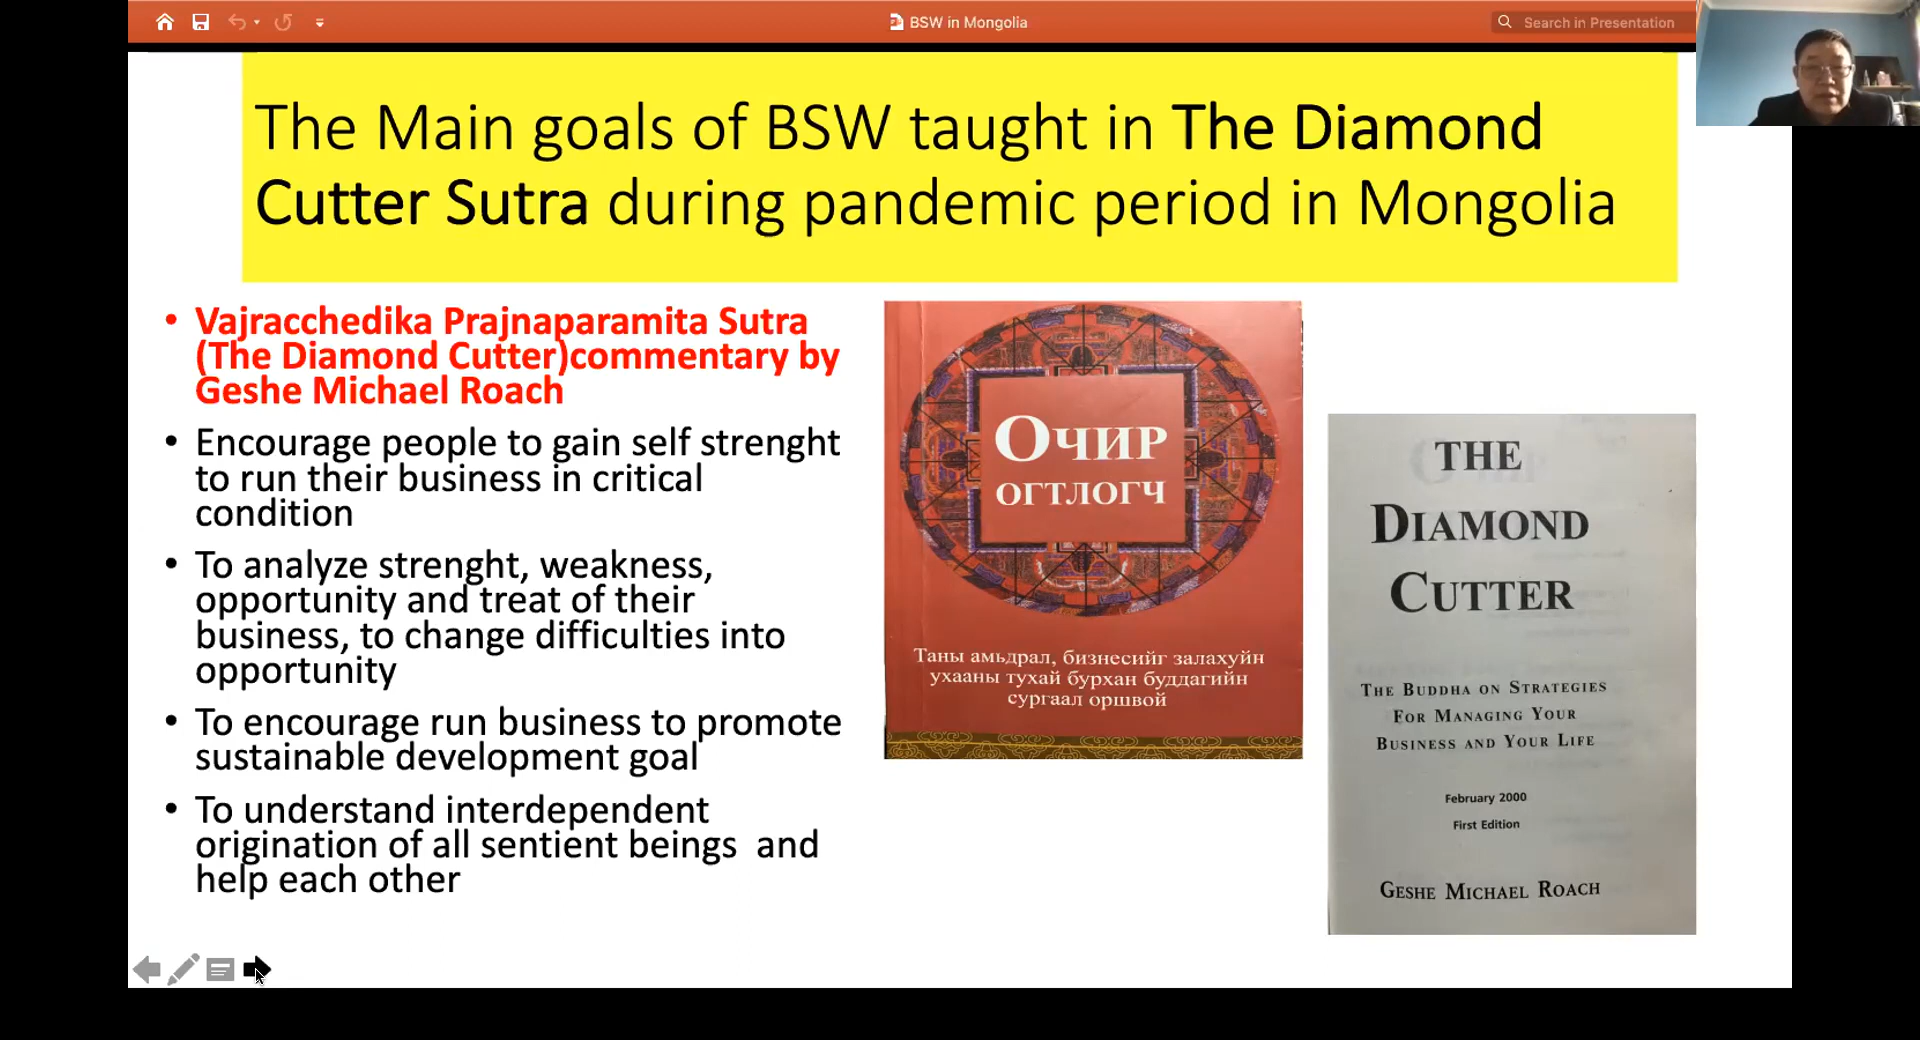 BSW in Mongolia
Search in Presentation
The Main goals of BSW taught in The Diamond
Cutter Sutra during pandemic period in Mongolia
• Vajracchedika Prajnaparamita Sutra
(The Diamond Cutter)commentary by
Geshe Michael Roach
• Encourage people to gain self strenght
to run their business in critical
condition
• To analyze strenght, weakness,
opportunity and treat of their
business, to change difficulties into
opportunity
• To encourage run business to promote
sustainable development goal
• To understand interdependent
origination of all sentient beings  and
help each other
Очир
огтлогч
Таны амьдрал, бизнесийг залахуйн
ухааны тухай бурхан буддагийн
сургаал оршвой
THE
DIAMOND
CUTTER
THE BUDDHA ON STRATEGIES
FOR MANAGING YOUR
BUSINESS AND YOUR LIFE
February 2000
First Edition
GESHE MICHAEL ROACH